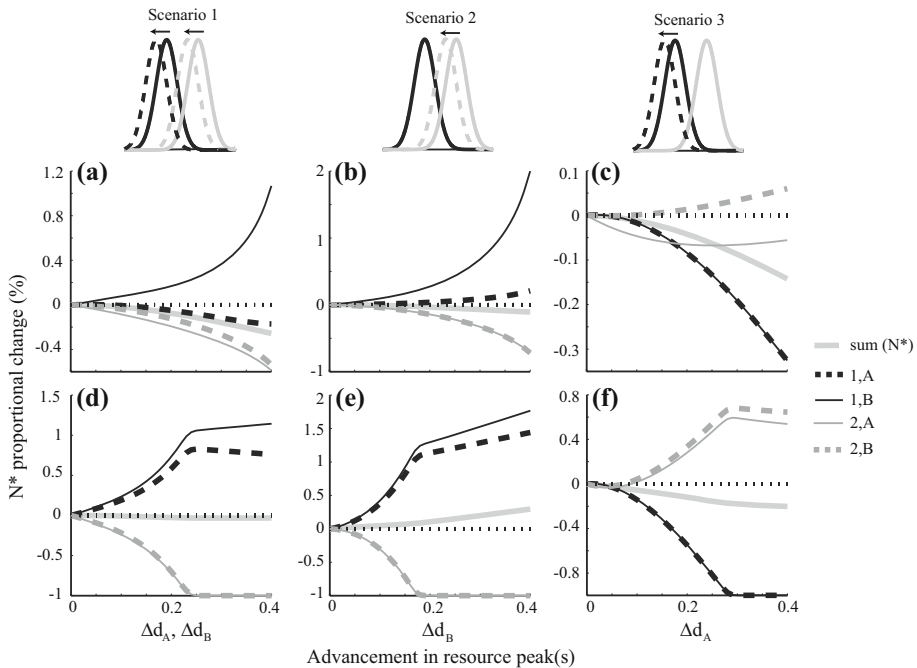 Scenario 1
Scenario 2
Scenario 3
(a)
(b)
(c)
1.2
0.8
0.4
0
-0.4
2
1
0
-1
0.1
0
-0.1
-0.3
N* proportional change (%)
sum (N*)
1,A
1,B
2,A
2,B
(d)
(e)
(f)
1.5
1
0.5
0
-0.5
-1
2
1.5
1
0.5
0
-0.5
-1
0.8
0.4
0
-0.4
-0.8
0
0.2
0.4
0
0.2
0.4
0
0.2
0.4
Δd_A, Δd_B
Δd_B
Δd_A
Advancement in resource peak(s)